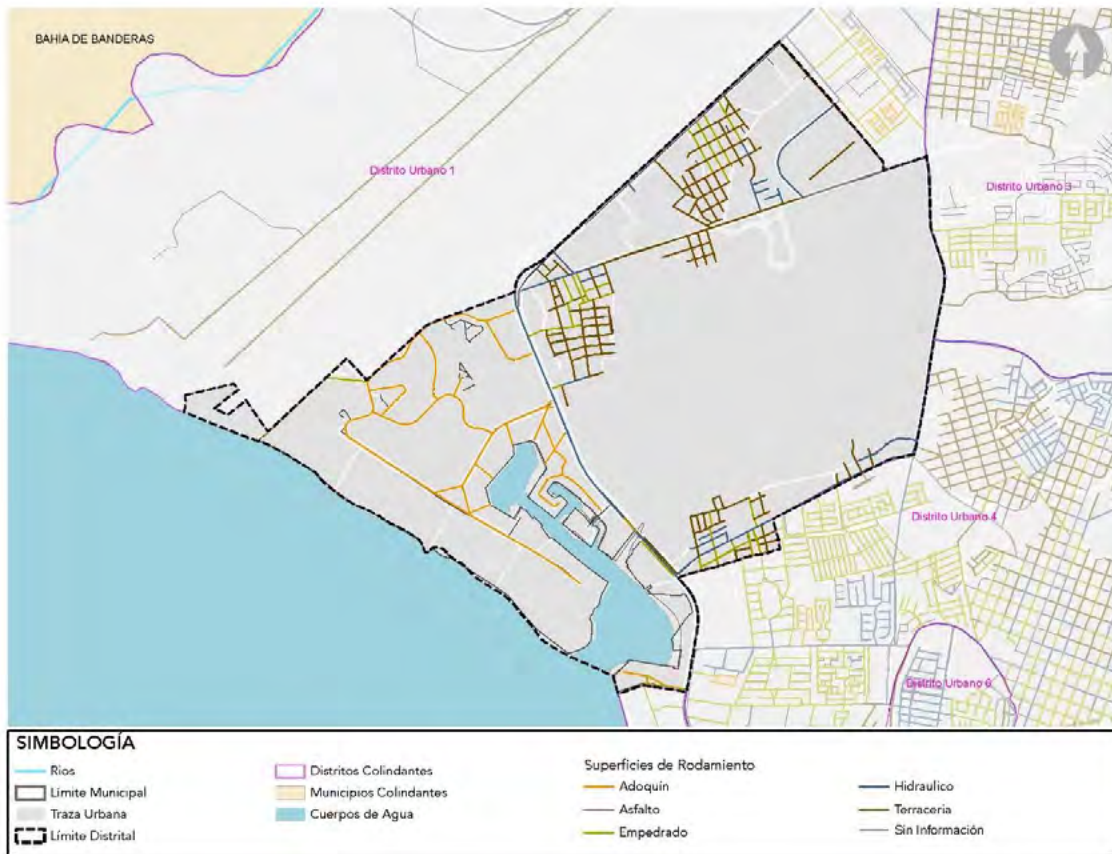 BAHIA DE BANDERAS
Distrito Urbano 1
Distrito Urbano 3
Distrito Urbano 4
Distrito Urbano 6
SIMBOLOGÍA
Rios
Límite Municipal
Traza Urbana
Límite Distrital
Distritos Colindantes
Municipios Colindantes
Cuerpos de Agua
Superficies de Rodamiento
Adoquín
Asfalto
Empedrado
Hidraulico
Terraceria
Sin Información